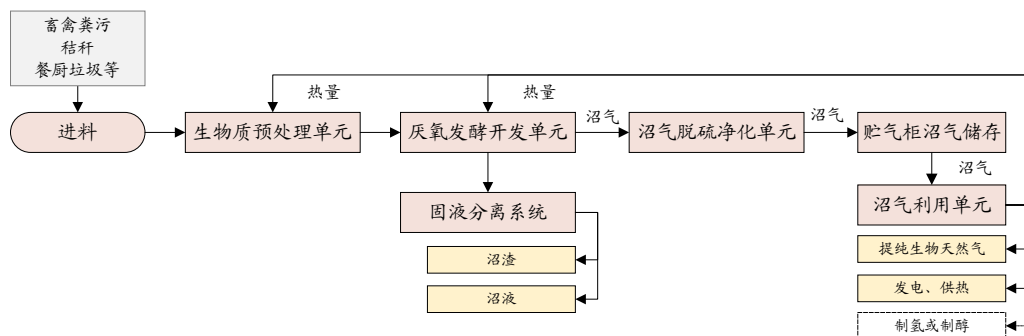 畜禽粪污
秸秆
餐厨垃圾等
热量
热量
进料
生物质预处理单元
厌氧发酵开发单元
沼气
沼气脱硫净化单元
沼气
贮气柜沼气储存
沼气
固液分离系统
沼气利用单元
沼渣
提纯生物天然气
沼液
发电、供热
制氢或制醇